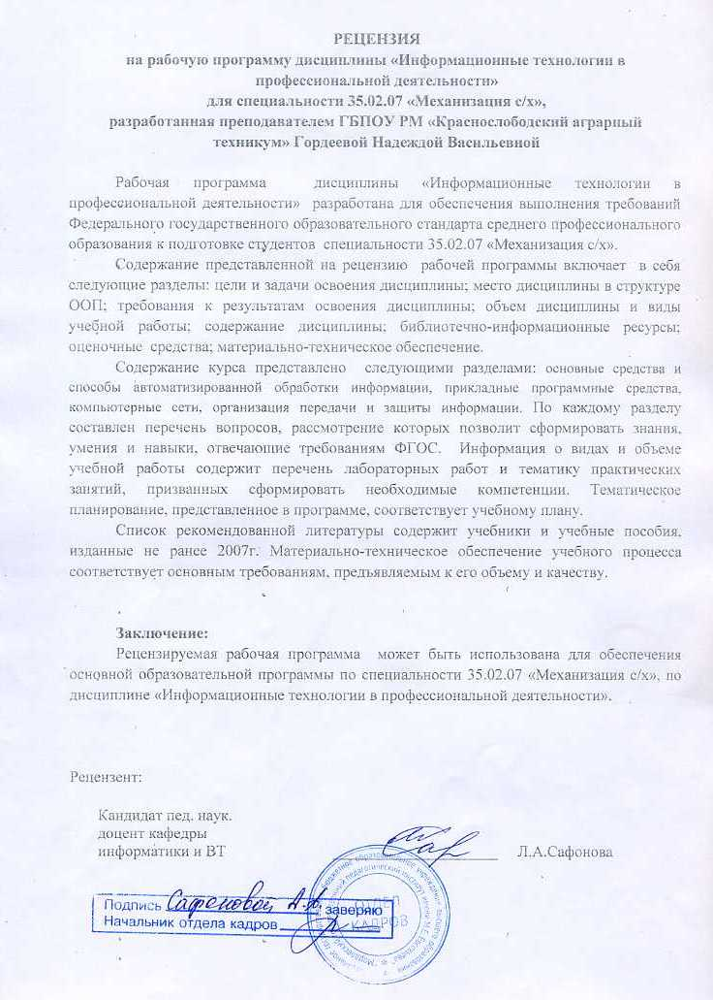 РЕЦЕНЗИЯ
на рабочую программу дисциплины «Информационные технологии в
профессиональной деятельности»
для специальности 35.02.07 «Механизация с/х»,
разработанная преподавателем ГБПОУ РМ «Краснослободский аграрный
техникум» Гордеевой Надеждой Васильевной
Рабочая программа дисциплины «Информационные технологии в
профессиональной деятельности» разработана для обеспечения выполнения требований
Федерального государственного образовательного стандарта среднего профессионального
образования к подготовке студентов специальности 35.02.07 «Механизация с/х».
Содержание представленной на рецензию рабочей программы включает в себя
следующие разделы: цели и задачи освоения дисциплины; место дисциплины в структуре
ООП; требования к результатам освоения дисциплины; объем дисциплины и виды
учебной работы; содержание дисциплины; библиотечно-информационные ресурсы;
оценочные средства; материально-техническое обеспечение.
Содержание курса представлено следующими разделами: основные средства и
способы автоматизированной обработки информации, прикладные программные средства,
компьютерные сети, организация передачи и защиты информации. По каждому разделу
составлен перечень вопросов, рассмотрение которых позволит сформировать знания,
умения и навыки, отвечающие требованиям ФГОС. Информация о видах и объеме
учебной работы содержит перечень лабораторных работ и тематику практических
занятий, призванных сформировать необходимые компетенции. Тематическое
планирование, представленное в программе, соответствует учебному плану.
Список рекомендованной литературы содержит учебники и учебные пособия,
изданные не ранее 2007г. Материально-техническое обеспечение учебного процесса
соответствует основным требованиям, предъявляемым к его объему и качеству.
Заключение:
Рецензируемая рабочая программа может быть использована для обеспечения
основной образовательной программы по специальности 35.02.07 «Механизация с/х», по
дисциплине «Информационные технологии в профессиональной деятельности».
Рецензент:
Кандидат пед. наук.
доцент кафедры
информатики и ВТ Л.А.Сафонова
Подпись Сафоновой Л.А. заверяю
Начальник отдела кадров
ОТДЕЛ
КАДРОВ